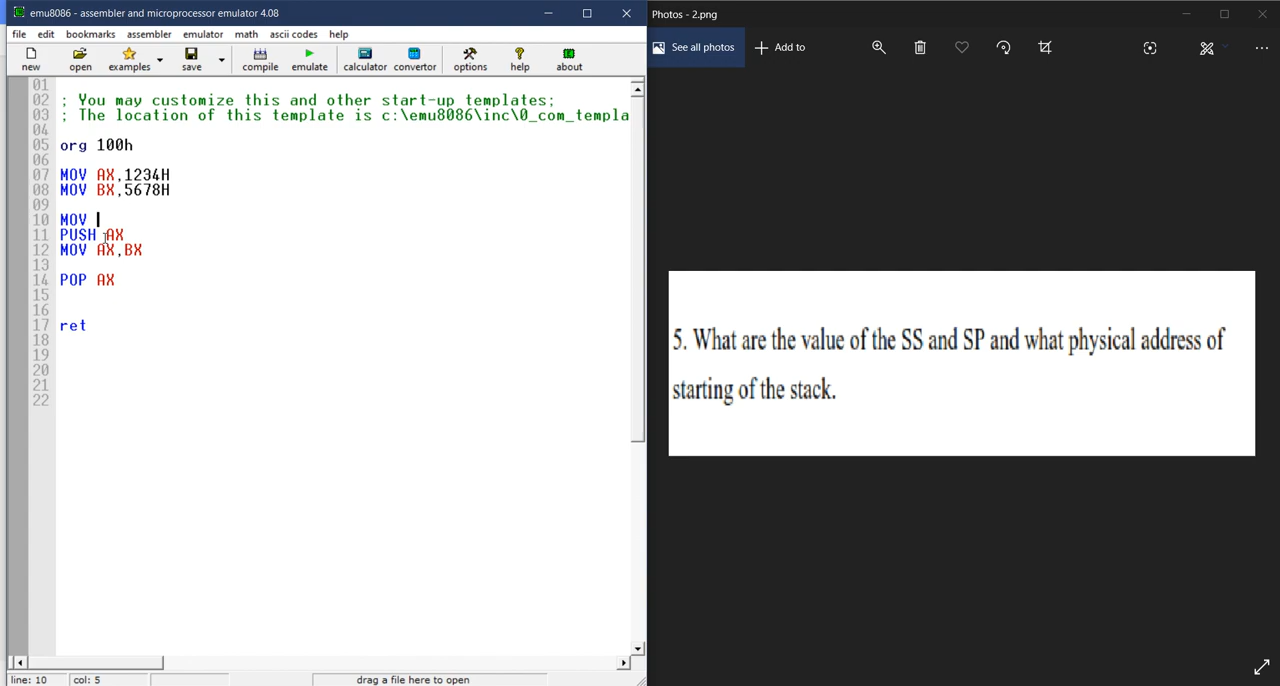 emu8086 - assembler and microprocessor emulator 4.08
file edit bookmarks assembler emulator math ascii codes help
new open examples save compile emulate calculator convertor options help about
01
02 ; You may customize this and other start-up templates;
03 ; The location of this template is c:\emu8086\inc\0_com_templa
04
05 org 100h
06
07 MOV AX,1234H
08 MOV BX,5678H
09
10 MOV
11 PUSH AX
12 MOV AX,BX
13
14 POP AX
15
16
17 ret
18
19
20
21
22
line: 10 col: 5 drag a file here to open
Photos - 2.png
See all photos Add to
5. What are the value of the SS and SP and what physical address of
starting of the stack.